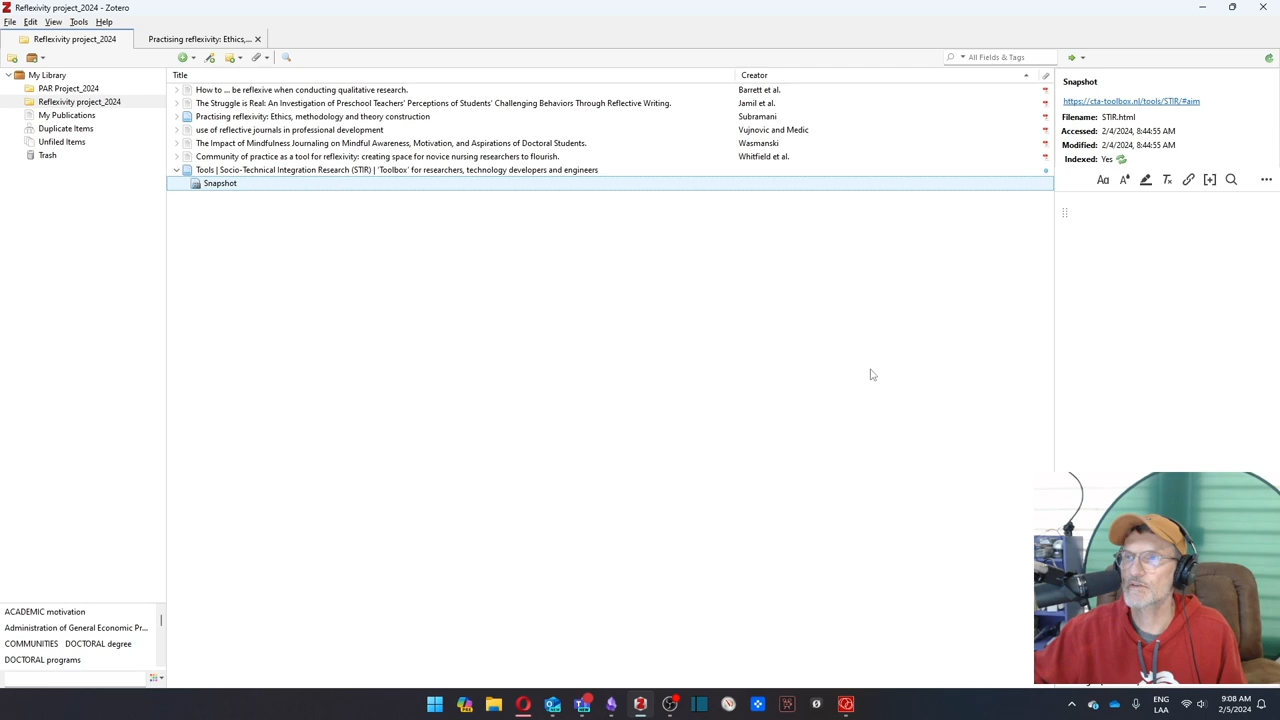 Reflexivity project_2024 - Zotero
File Edit View Tools Help
Reflexivity project_2024
Practising reflexivity: Ethics,...
All Fields & Tags
My Library
PAR Project_2024
Reflexivity project_2024
My Publications
Duplicate Items
Unfiled Items
Trash
Title Creator
How to ... be reflexive when conducting qualitative research. Barrett et al.
The Struggle is Real: An Investigation of Preschool Teachers' Perceptions of Students' Challenging Behaviors Through Reflective Writing. Jamil et al.
Practising reflexivity: Ethics, methodology and theory construction Subramani
use of reflective journals in professional development Vujnovic and Medic
The Impact of Mindfulness Journaling on Mindful Awareness, Motivation, and Aspirations of Doctoral Students. Wasmanski
Community of practice as a tool for reflexivity: creating space for novice nursing researchers to flourish. Whitfield et al.
Tools | Socio-Technical Integration Research (STIR) | 'Toolbox' for researchers, technology developers and engineers
Snapshot
Snapshot
https://cta-toolbox.nl/tools/STIR/#aim
Filename: STIR.html
Accessed: 2/4/2024, 8:44:55 AM
Modified: 2/4/2024, 8:44:55 AM
Indexed: Yes
ACADEMIC motivation
Administration of General Economic Pr...
COMMUNITIES DOCTORAL degree
DOCTORAL programs
ENG
LAA
9:08 AM
2/5/2024